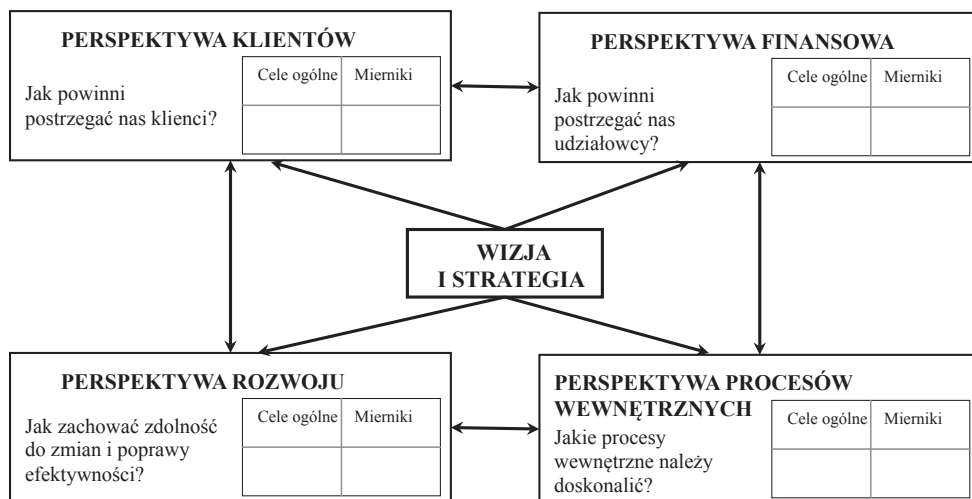 PERSPEKTYWA KLIENTÓW
Cele ogólne Mierniki
Jak powinni
postrzegać nas klienci?
PERSPEKTYWA FINANSOWA
Cele ogólne Mierniki
Jak powinni
postrzegać nas
udziałowcy?
WIZJA
I STRATEGIA
PERSPEKTYWA ROZWOJU
Cele ogólne Mierniki
Jak zachować zdolność
do zmian i poprawy
efektywności?
PERSPEKTYWA PROCESÓW
WEWNĘTRZNYCH
Cele ogólne Mierniki
Jakie procesy
wewnętrzne należy
doskonalić?